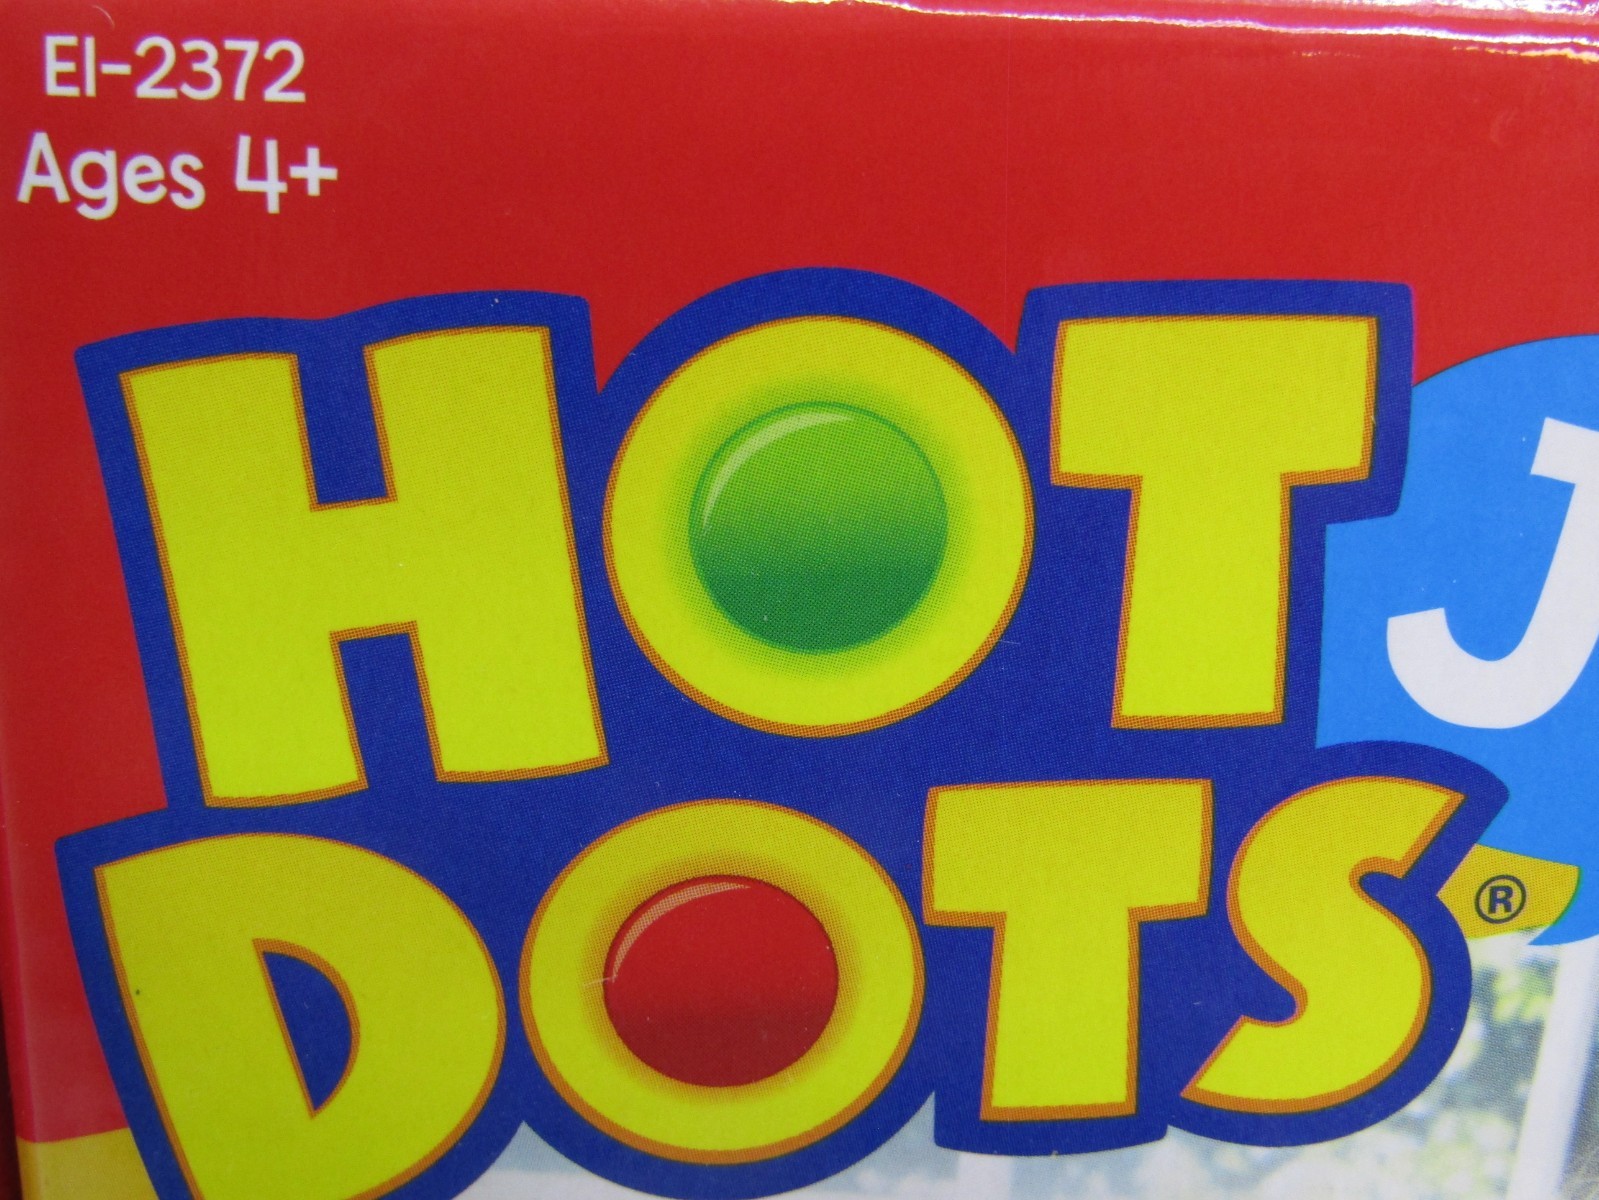 EI-2372
Ages 4+
HOT
J
DOTS®